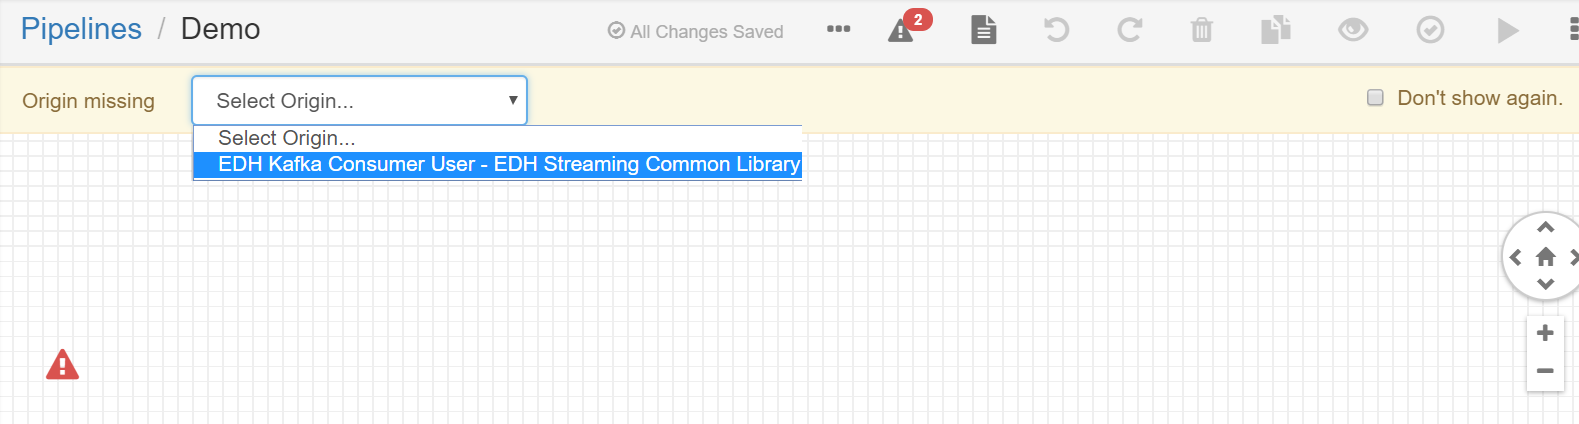 Pipelines / Demo
All Changes Saved
2
Origin missing
Select Origin...
Don't show again.
Select Origin...
EDH Kafka Consumer User - EDH Streaming Common Library